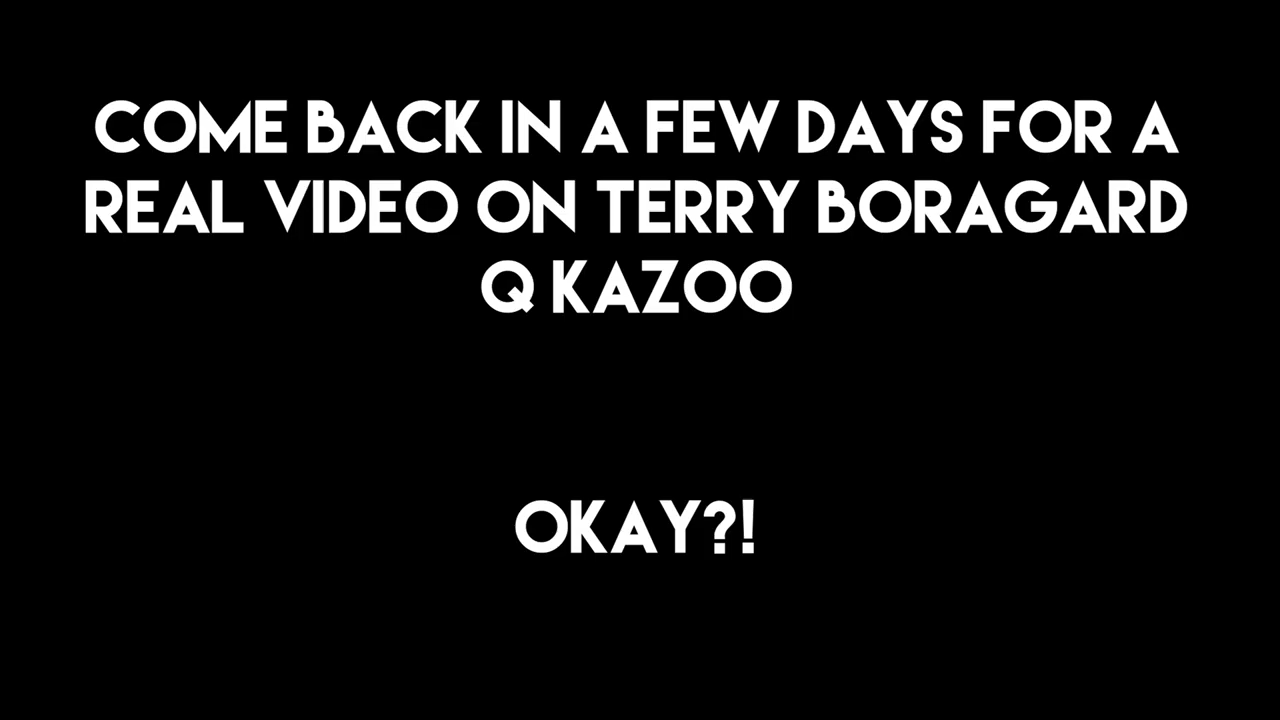 COME BACK IN A FEW DAYS FOR A
REAL VIDEO ON TERRY BORAGARD
Q KAZOO
OKAY?!